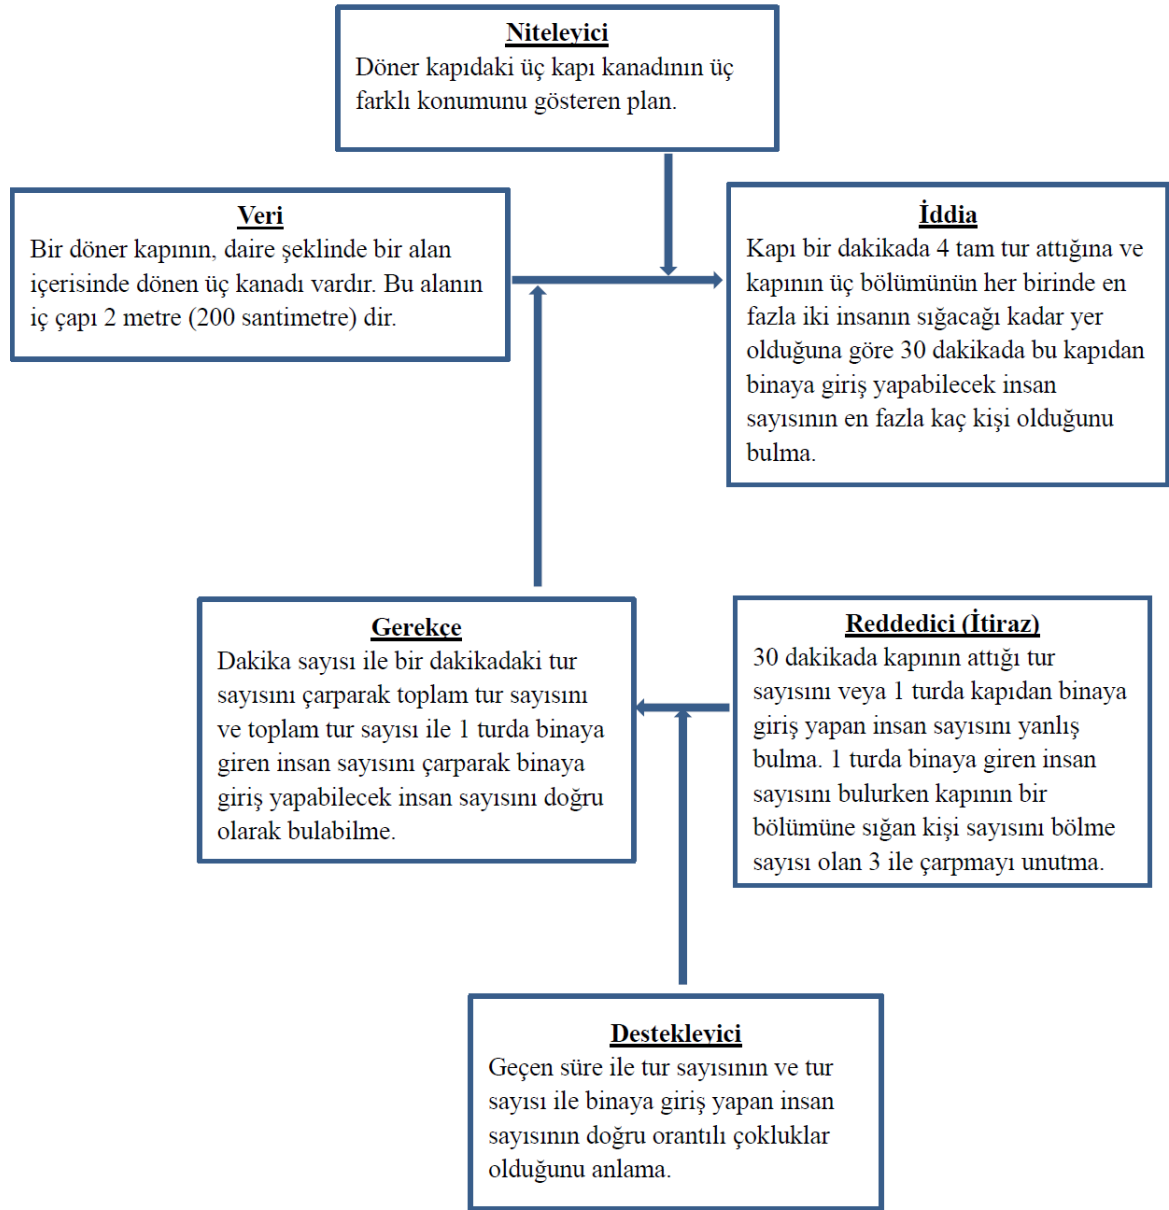 Niteleyici
Döner kapıdaki üç kapı kanadının üç
farklı konumunu gösteren plan.
Veri
Bir döner kapının, daire şeklinde bir alan
içerisinde dönen üç kanadı vardır. Bu alanın
iç çapı 2 metre (200 santimetre) dir.
İddia
Kapı bir dakikada 4 tam tur attığına ve
kapının üç bölümünün her birinde en
fazla iki insanın sığacağı kadar yer
olduğuna göre 30 dakikada bu kapıdan
binaya giriş yapabilecek insan
sayısının en fazla kaç kişi olduğunu
bulma.
Gerekçe
Dakika sayısı ile bir dakikadaki tur
sayısını çarparak toplam tur sayısını
ve toplam tur sayısı ile 1 turda binaya
giren insan sayısını çarparak binaya
giriş yapabilecek insan sayısını doğru
olarak bulabilme.
Reddedici (İtiraz)
30 dakikada kapının attığı tur
sayısını veya 1 turda kapıdan binaya
giriş yapan insan sayısını yanlış
bulma. 1 turda binaya giren insan
sayısını bulurken kapının bir
bölümüne sığan kişi sayısını bölme
sayısı olan 3 ile çarpmayı unutma.
Destekleyici
Geçen süre ile tur sayısının ve tur
sayısı ile binaya giriş yapan insan
sayısının doğru orantılı çokluklar
olduğunu anlama.